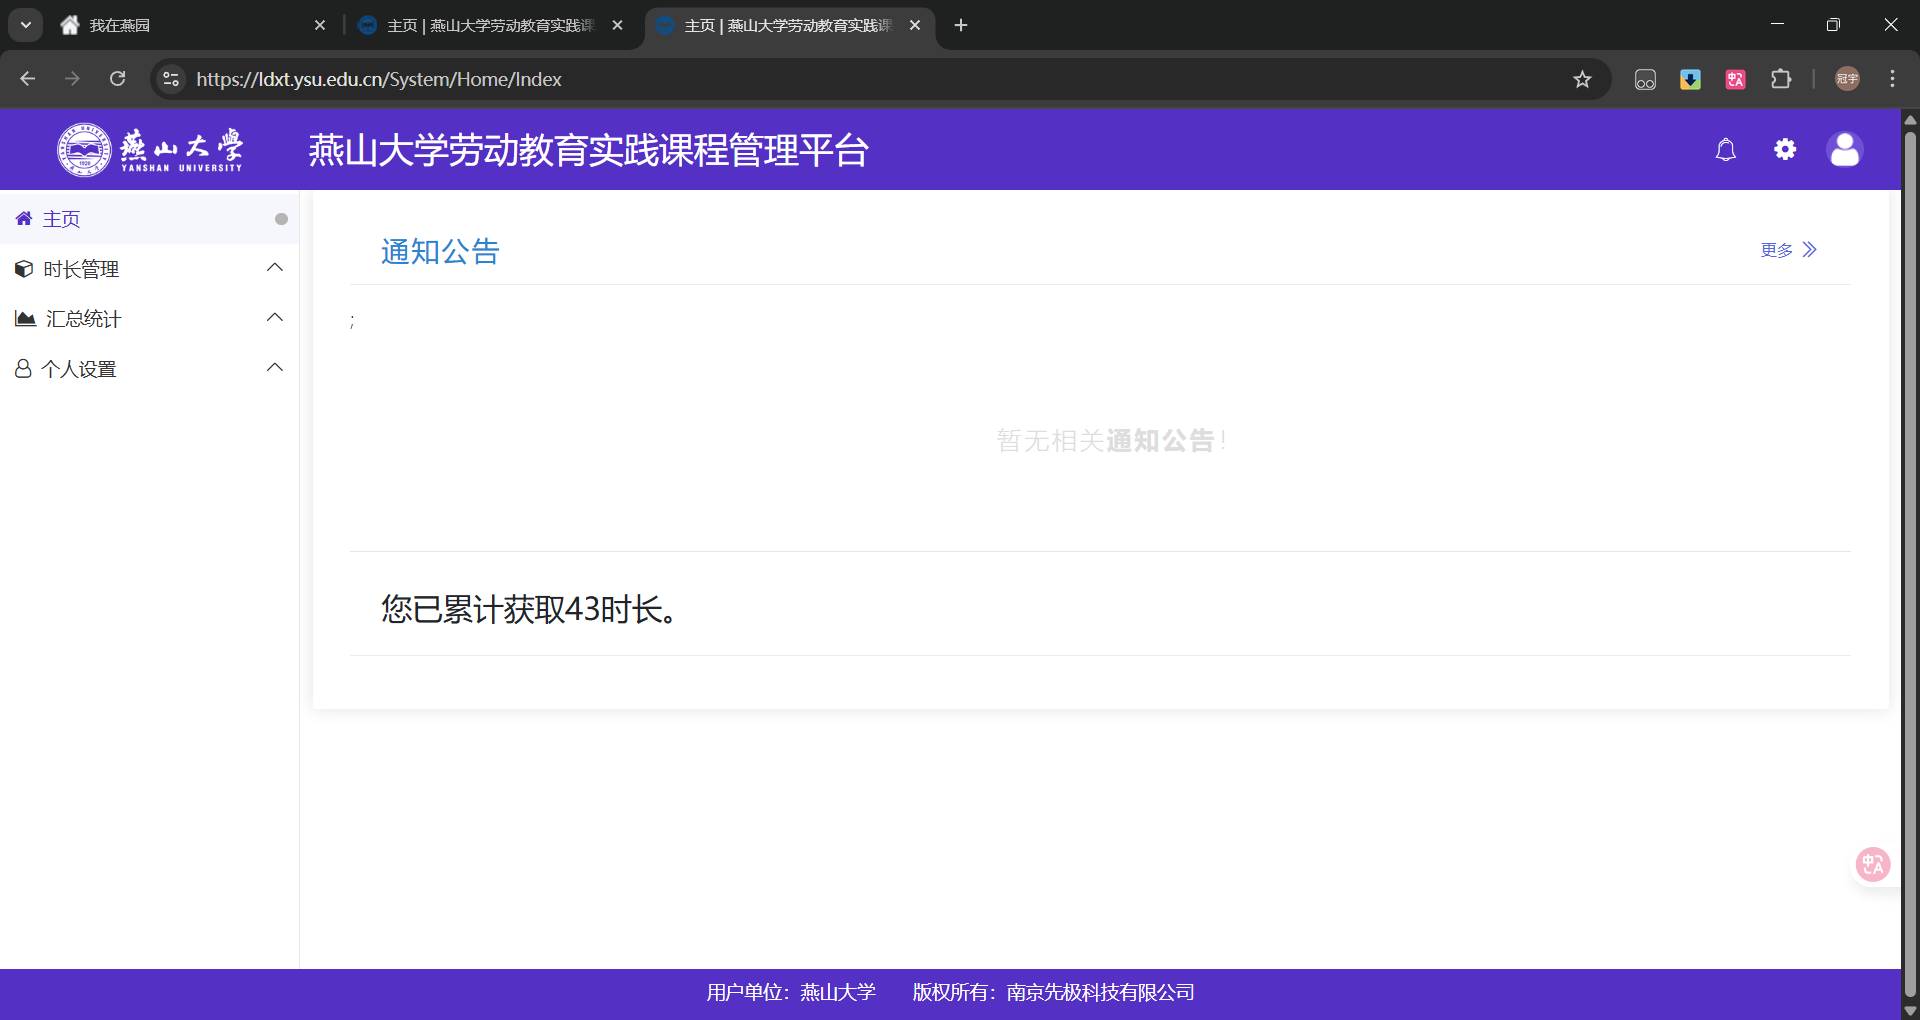 我在燕园
主页 | 燕山大学劳动教育实践课
主页 | 燕山大学劳动教育实践课
https://ldxt.ysu.edu.cn/System/Home/Index
冠宇
燕山大学
YANSHAN UNIVERSITY
燕山大学劳动教育实践课程管理平台
主页
时长管理
汇总统计
个人设置
通知公告
更多
;
暂无相关通知公告！
您已累计获取43时长。
用户单位：燕山大学 版权所有：南京先极科技有限公司